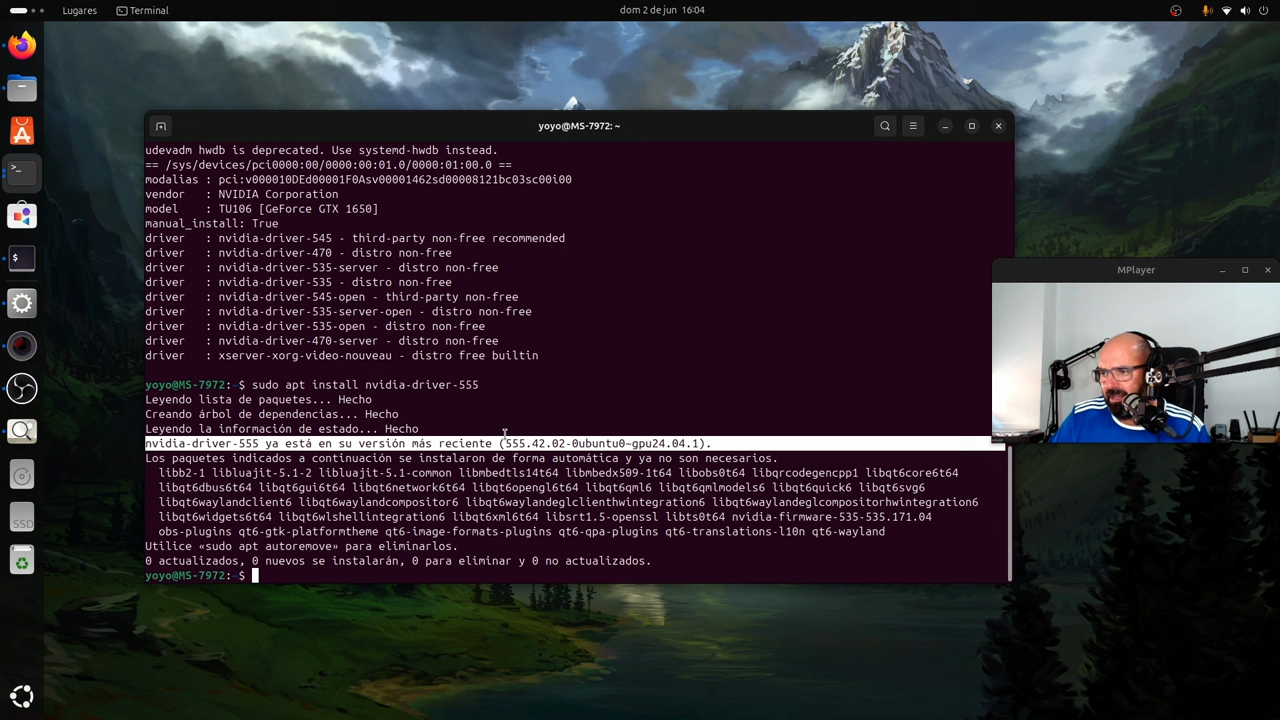 Lugares
Terminal
dom 2 de jun 16:04
yoyo@MS-7972: ~
udevadm hwdb is deprecated. Use systemd-hwdb instead.
== /sys/devices/pci0000:00/0000:00:01.0/0000:01:00.0 ==
modalias : pci:v000010DEd00001F0Asv00001462sd00008121bc03sc00i00
vendor   : NVIDIA Corporation
model    : TU106 [GeForce GTX 1650]
manual_install: True
driver   : nvidia-driver-545 - third-party non-free recommended
driver   : nvidia-driver-470 - distro non-free
driver   : nvidia-driver-535-server - distro non-free
driver   : nvidia-driver-535 - distro non-free
driver   : nvidia-driver-545-open - third-party non-free
driver   : nvidia-driver-535-server-open - distro non-free
driver   : nvidia-driver-535-open - distro non-free
driver   : nvidia-driver-470-server - distro non-free
driver   : xserver-xorg-video-nouveau - distro free builtin
yoyo@MS-7972:~$ sudo apt install nvidia-driver-555
Leyendo lista de paquetes... Hecho
Creando árbol de dependencias... Hecho
Leyendo la información de estado... Hecho
nvidia-driver-555 ya está en su versión más reciente (555.42.02-0ubuntu0~gpu24.04.1).
Los paquetes indicados a continuación se instalaron de forma automática y ya no son necesarios.
libb2-1 libluajit-5.1-2 libluajit-5.1-common libmbedtls14t64 libmbedx509-1t64 libobs0t64 libqrcodegencpp1 libqt6core6t64
libqt6dbus6t64 libqt6gui6t64 libqt6network6t64 libqt6opengl6t64 libqt6qml6 libqt6qmlmodels6 libqt6quick6 libqt6svg6
libqt6waylandclient6 libqt6waylandcompositor6 libqt6waylandeglclienthwintegration6 libqt6waylandeglcompositorhwintegration6
libqt6widgets6t64 libqt6wlshellintegration6 libqt6xml6t64 libsrt1.5-openssl libts0t64 nvidia-firmware-535-535.171.04
obs-plugins qt6-gtk-platformtheme qt6-image-formats-plugins qt6-qpa-plugins qt6-translations-l10n qt6-wayland
Utilice «sudo apt autoremove» para eliminarlos.
0 actualizados, 0 nuevos se instalarán, 0 para eliminar y 0 no actualizados.
yoyo@MS-7972:~$
MPlayer
SSD